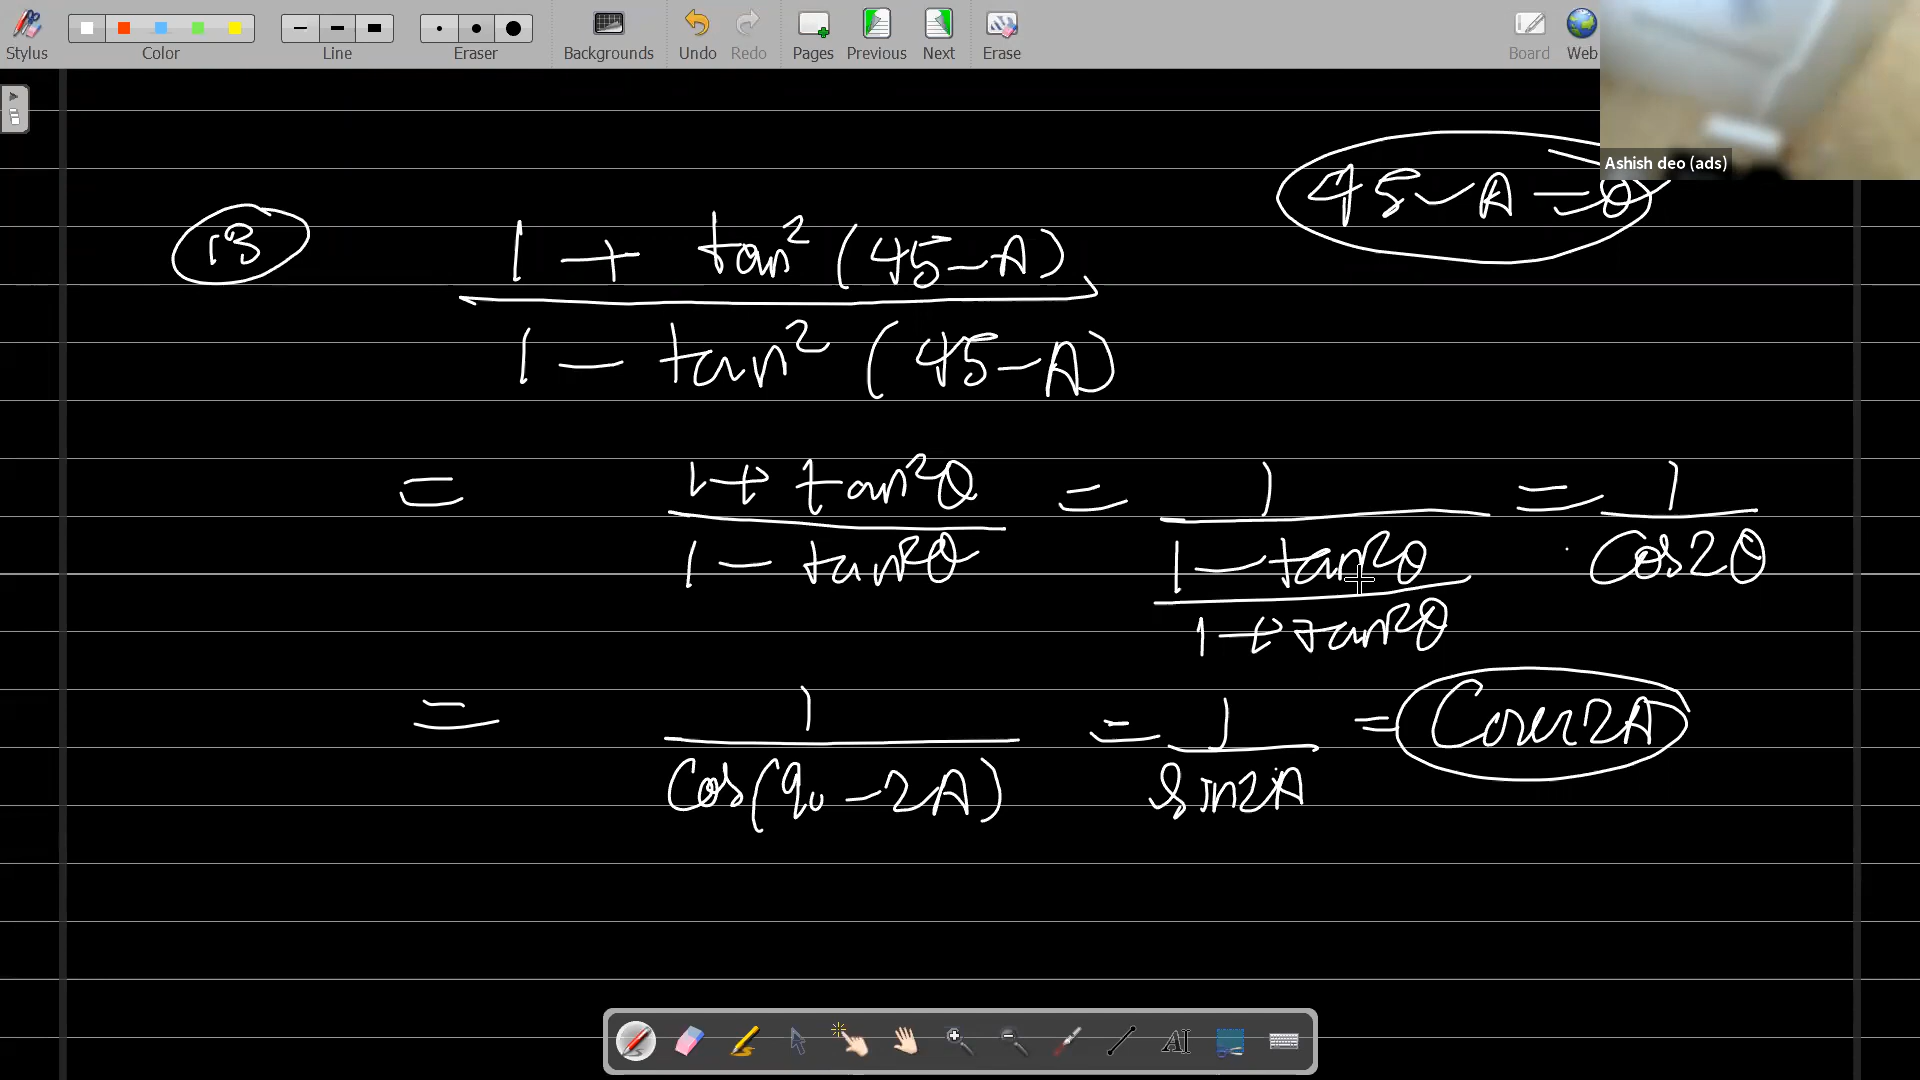 Stylus Color Line Eraser Backgrounds Undo Redo Pages Previous Next Erase Board Web
Ashish deo (ads)
45 - A = θ
13
1 + tan² (45 - A)
1 - tan² (45 - A)
= 1 + tan²θ = 1 = 1
1 - tan²θ 1 - tan²θ Cos2θ
1 + tan²θ
= 1 = 1 = Cosec2A
Cos(90 - 2A) sin2A
AI